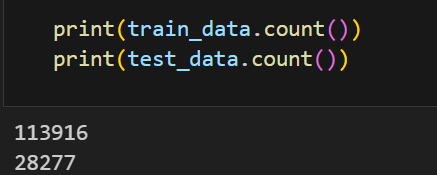 print(train_data.count())
print(test_data.count())
113916
28277